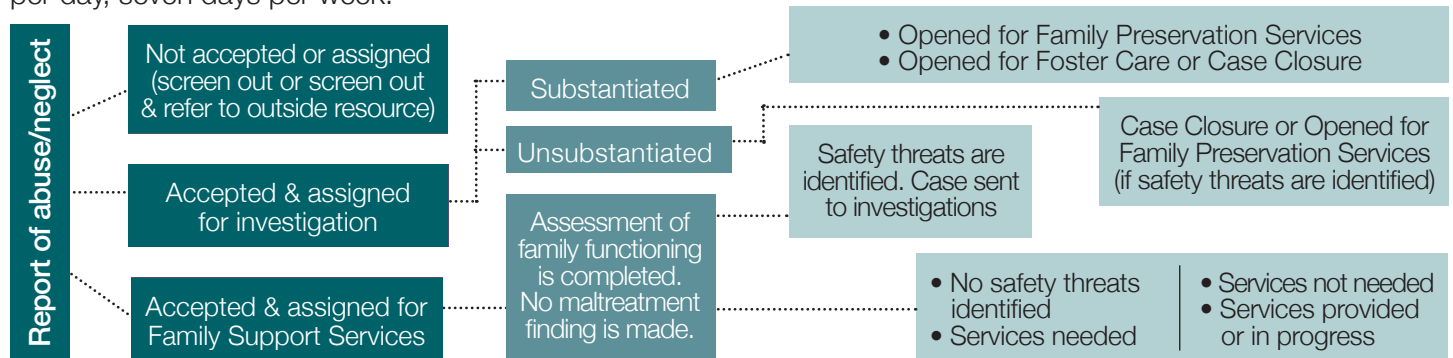 per day, seven days per week.
Report of abuse/neglect
Not accepted or assigned
(screen out or screen out
& refer to outside resource)
Accepted & assigned
for investigation
Accepted & assigned for
Family Support Services
Substantiated
Unsubstantiated
Assessment of
family functioning
is completed.
No maltreatment
finding is made.
• Opened for Family Preservation Services
• Opened for Foster Care or Case Closure
Case Closure or Opened for
Family Preservation Services
(if safety threats are identified)
Safety threats are
identified. Case sent
to investigations
• No safety threats
identified
• Services needed
• Services not needed
• Services provided
or in progress